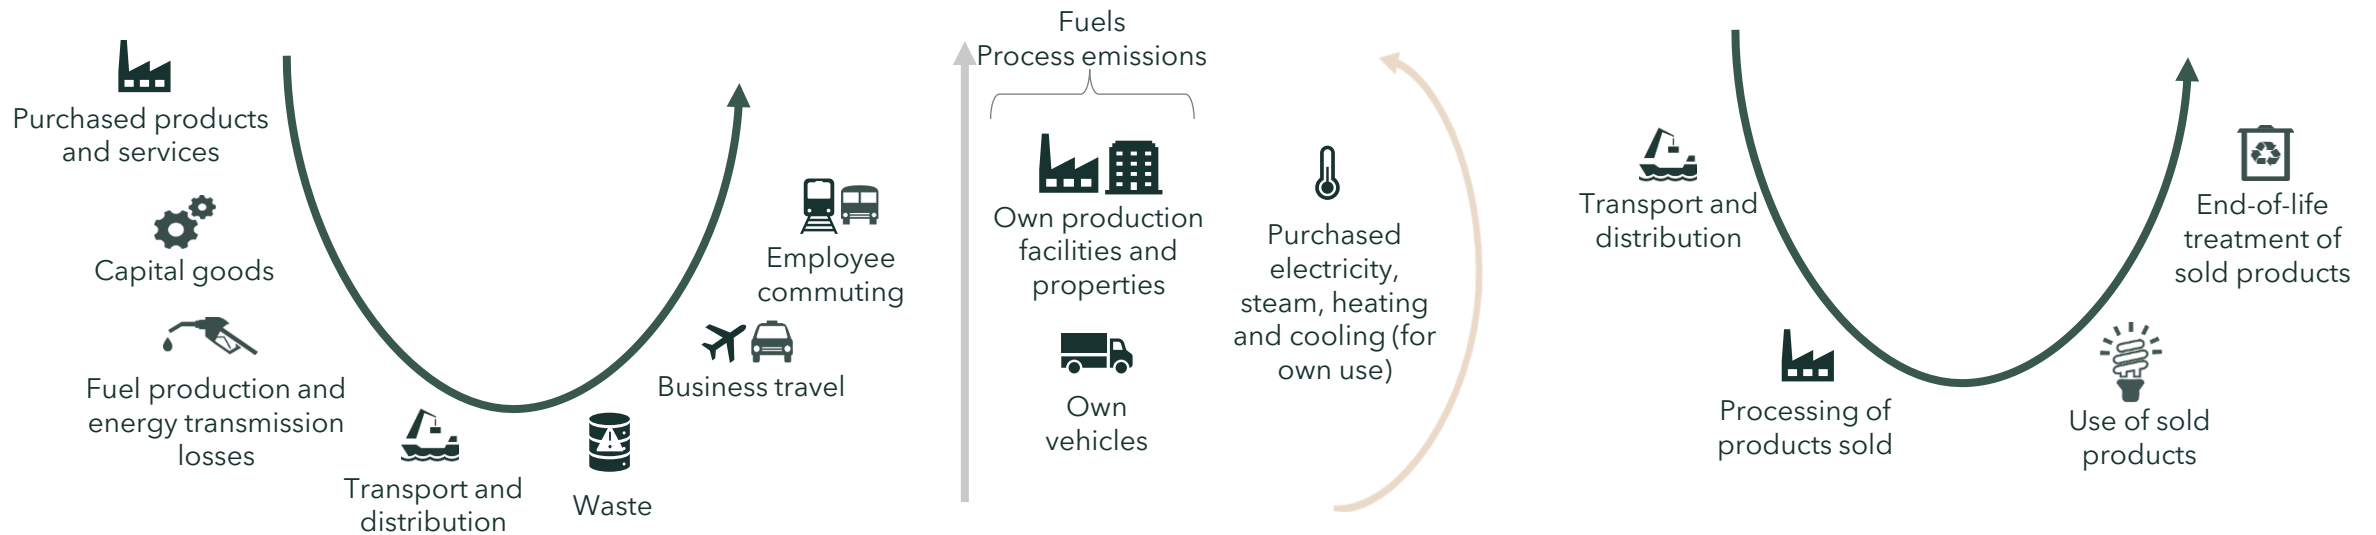 Purchased products
and services
Capital goods
Fuel production and
energy transmission
losses
Transport and
distribution
Waste
Business travel
Employee
commuting
Fuels
Process emissions
Own production
facilities and
properties
Own
vehicles
Purchased
electricity,
steam, heating
and cooling (for
own use)
Transport and
distribution
Processing of
products sold
Use of sold
products
End-of-life
treatment of
sold products